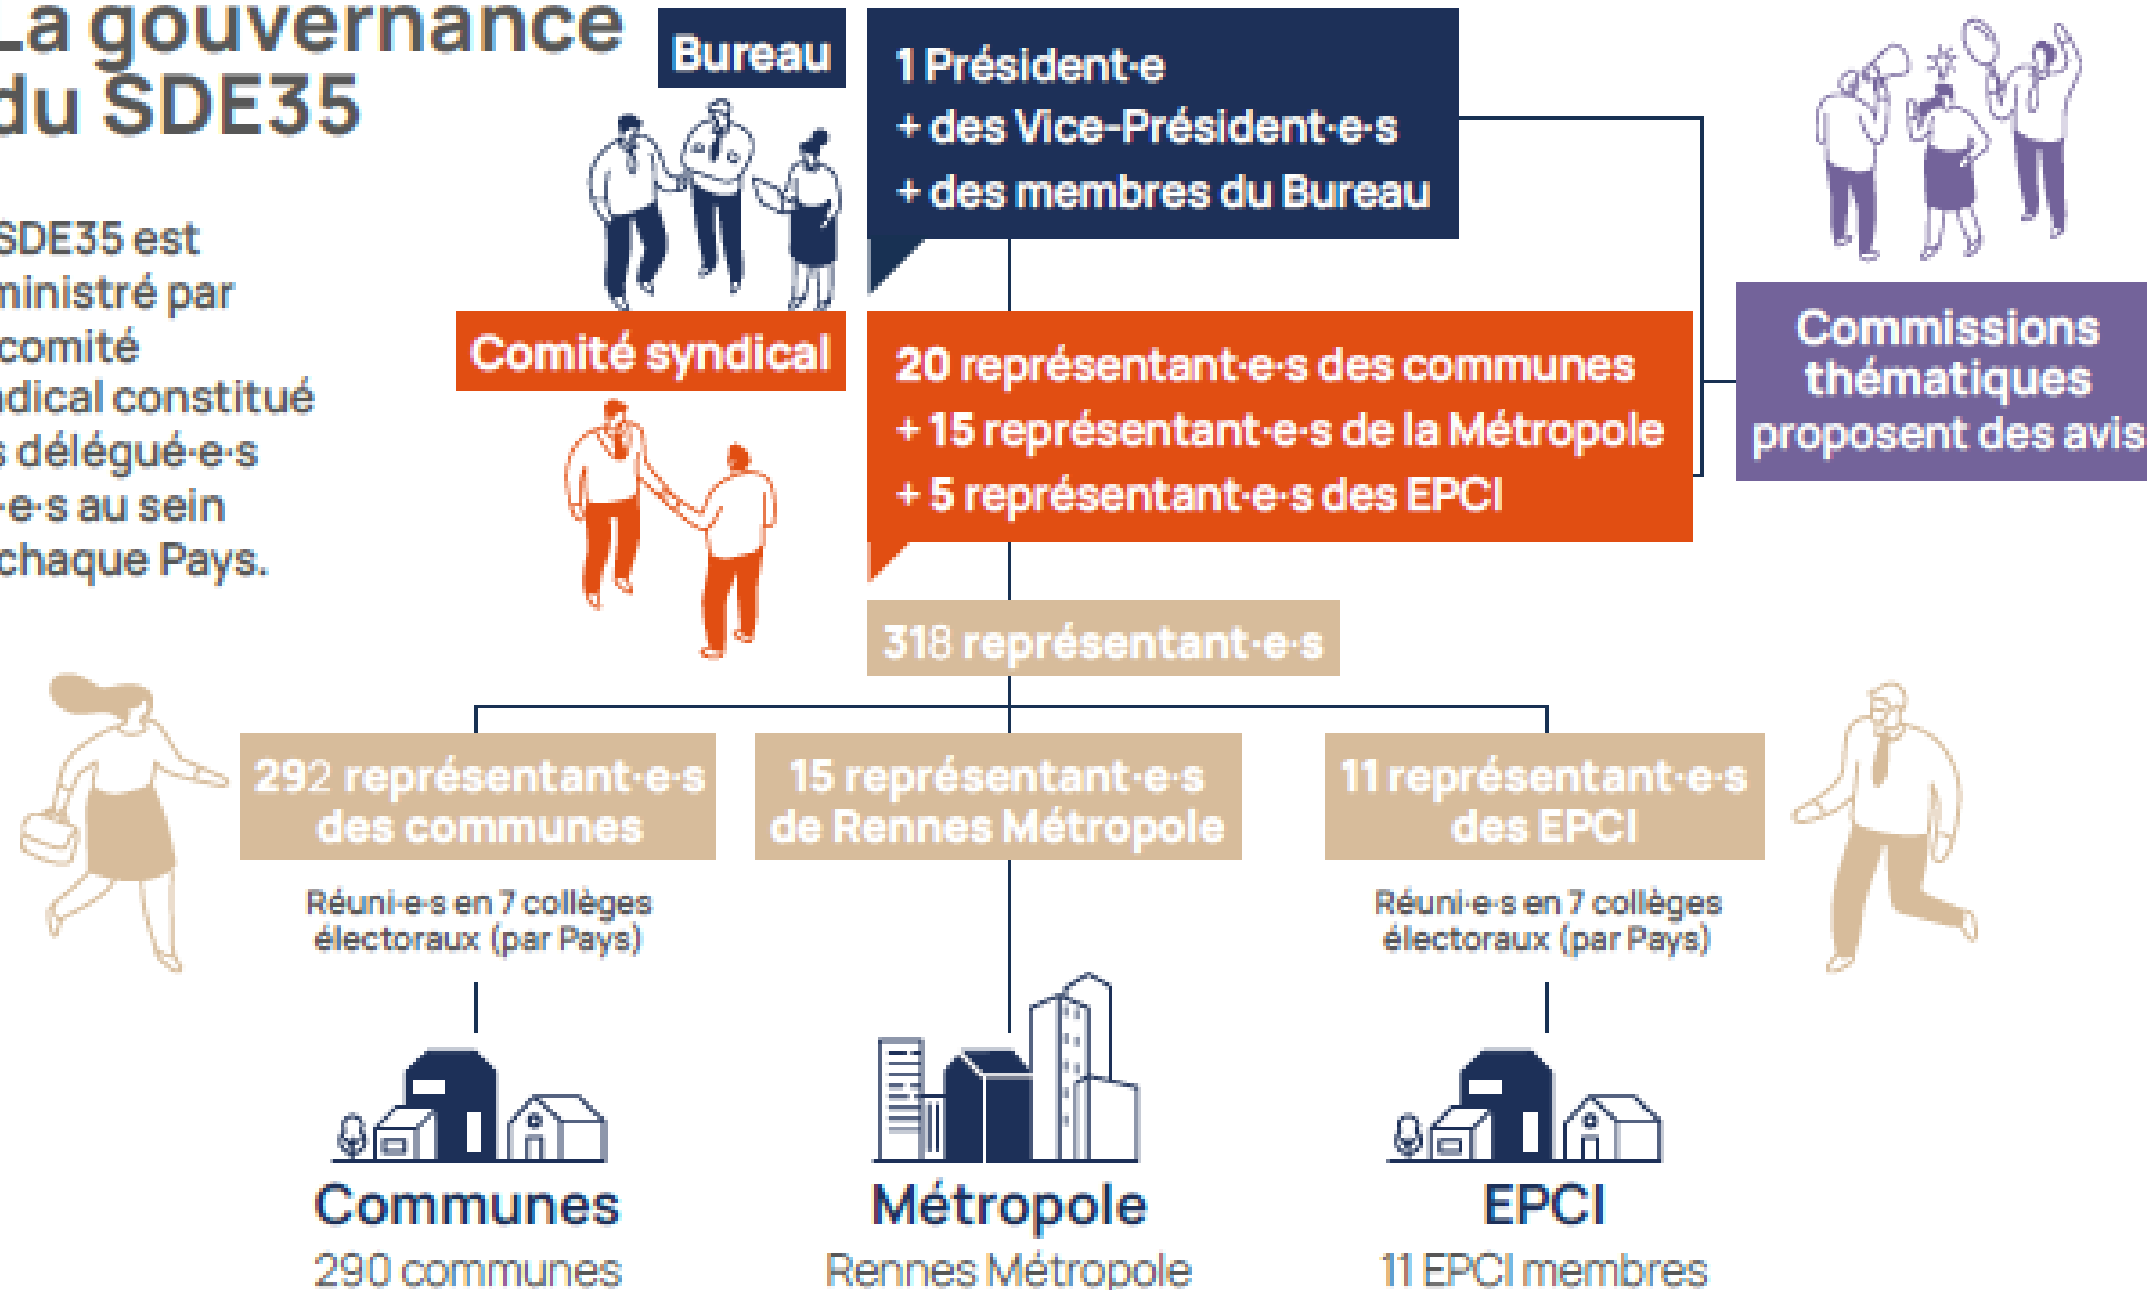 La gouvernance
du SDE35
SDE35 est
ministré par
comité
dical constitué
s délégué·e·s
·e·s au sein
chaque Pays.
Bureau
1 Président·e
+ des Vice-Président·e·s
+ des membres du Bureau
Comité syndical
20 représentant·e·s des communes
+ 15 représentant·e·s de la Métropole
+ 5 représentant·e·s des EPCI
Commissions
thématiques
proposent des avis
318 représentant·e·s
292 représentant·e·s
des communes
15 représentant·e·s
de Rennes Métropole
11 représentant·e·s
des EPCI
Réuni·e·s en 7 collèges
électoraux (par Pays)
Réuni·e·s en 7 collèges
électoraux (par Pays)
Communes
290 communes
Métropole
Rennes Métropole
EPCI
11 EPCI membres